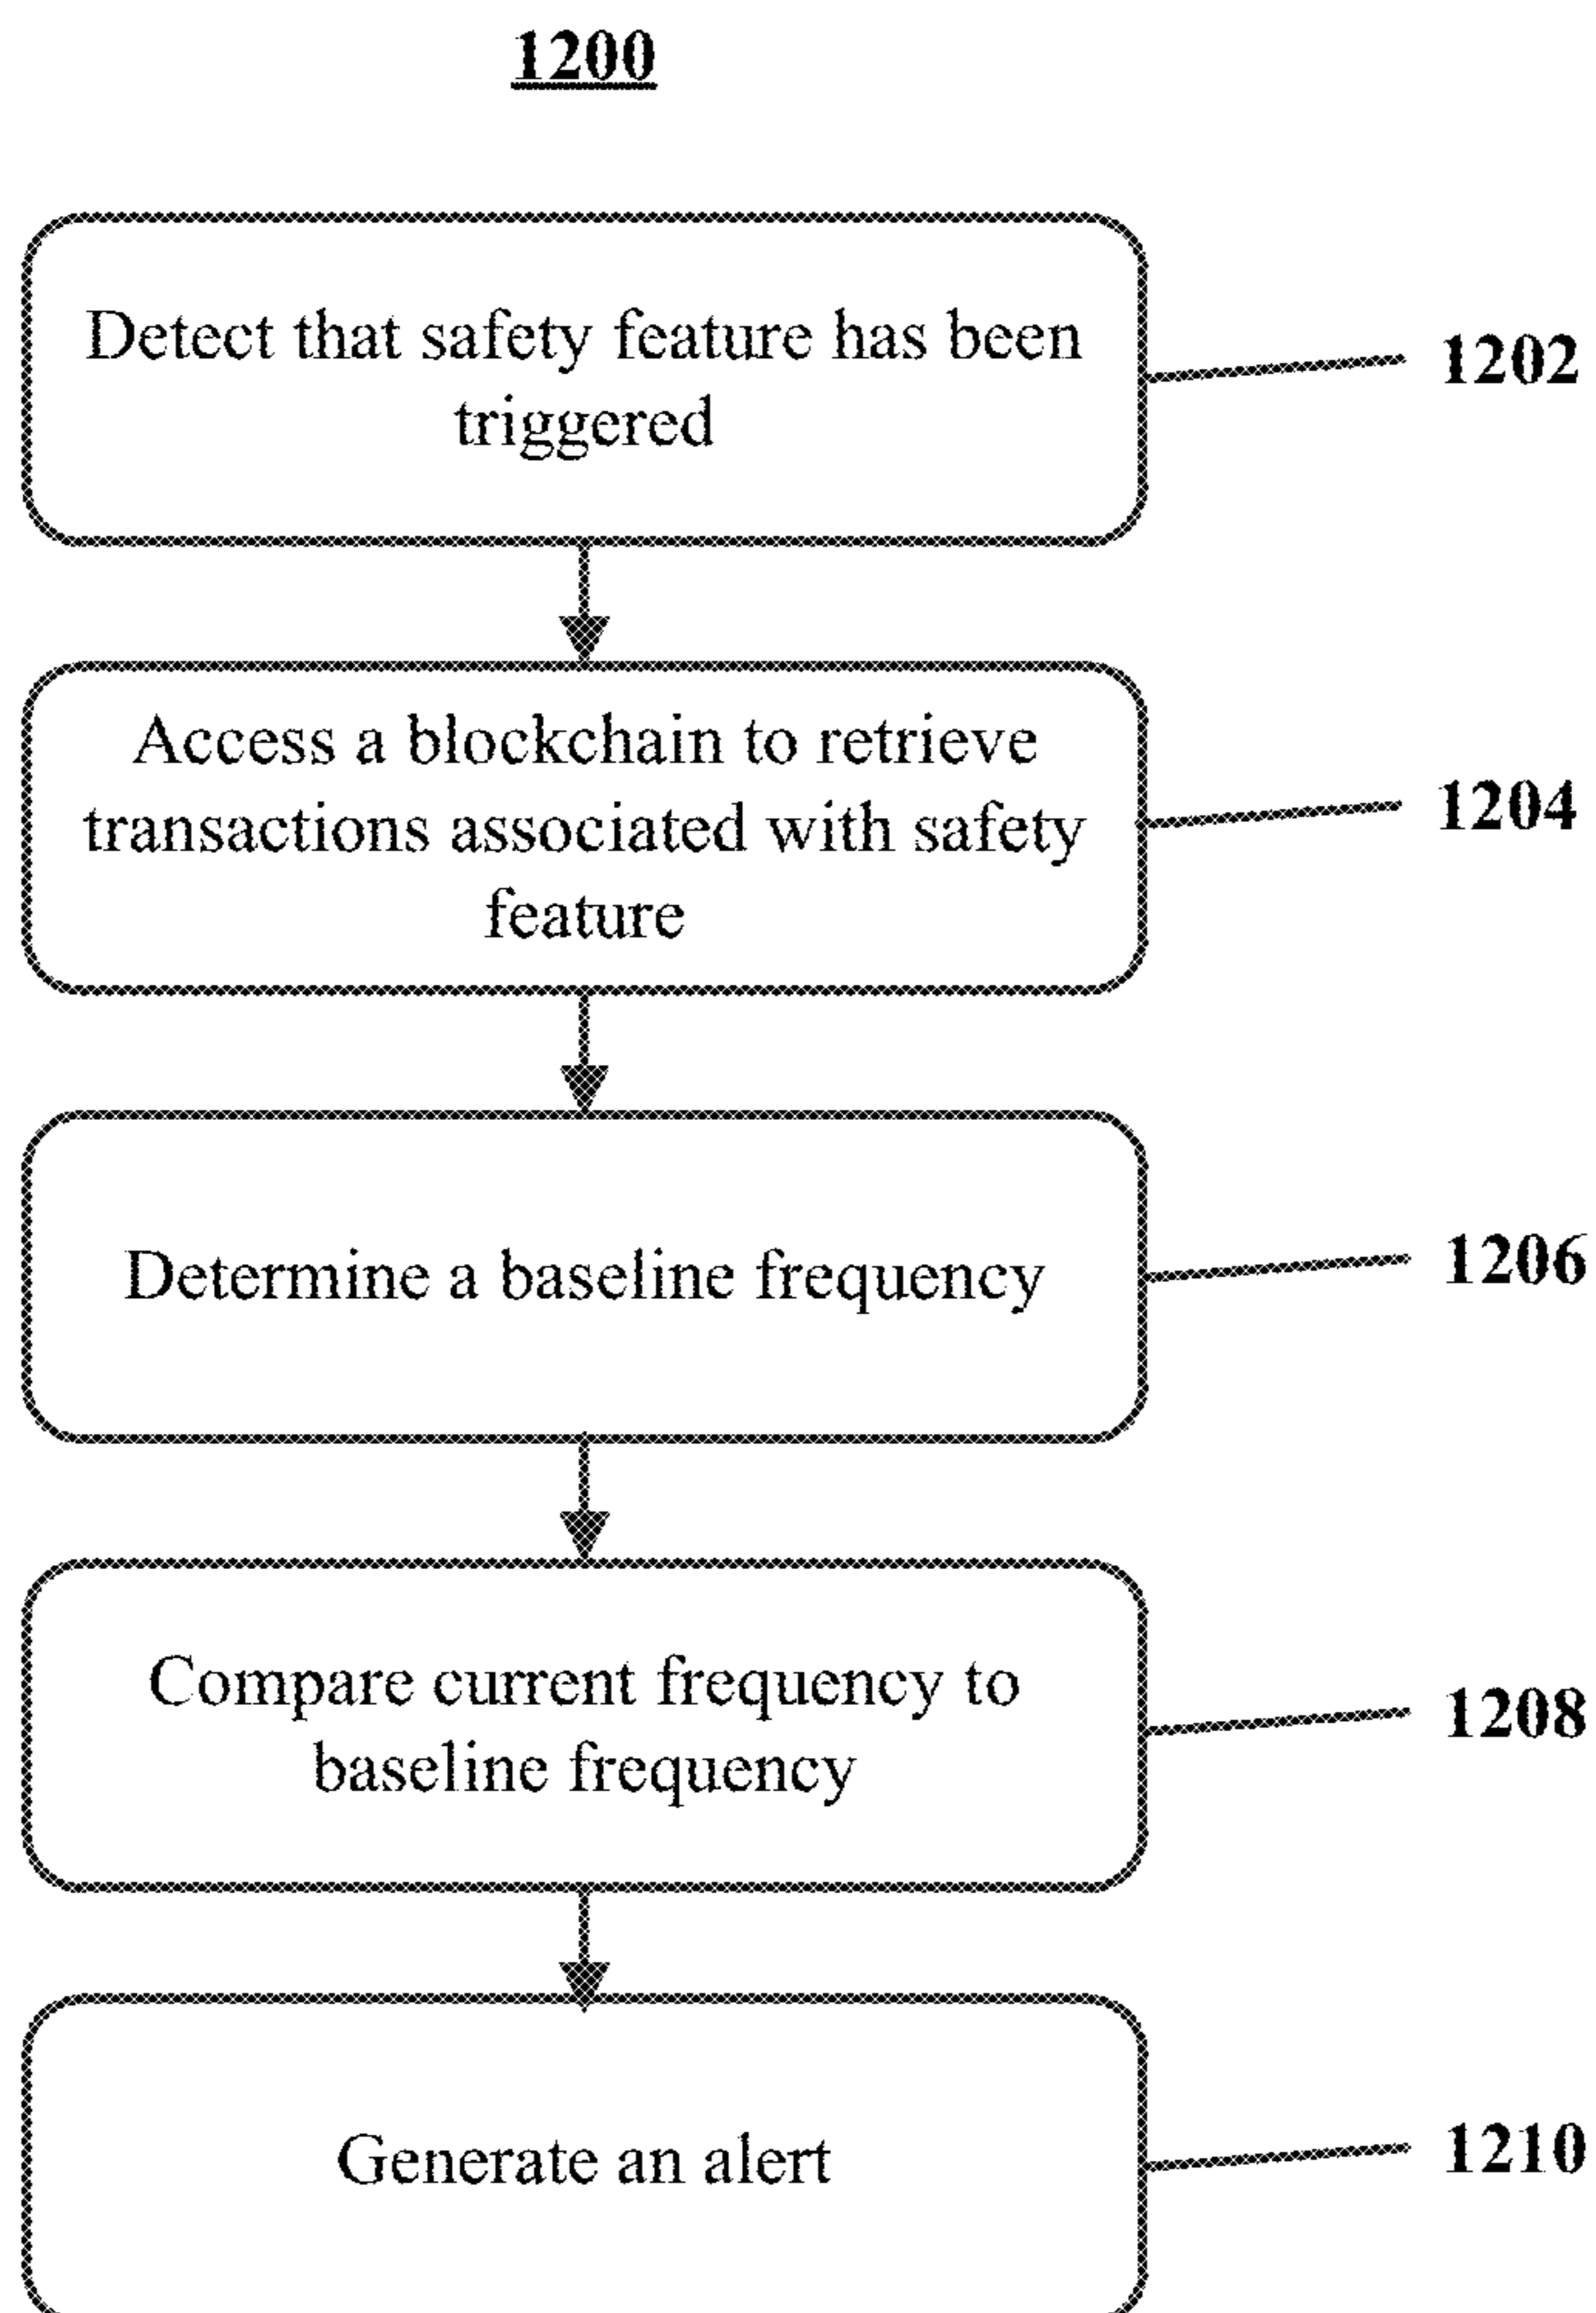 1200
Detect that safety feature has been
triggered
1202
Access a blockchain to retrieve
transactions associated with safety
feature
1204
Determine a baseline frequency
1206
Compare current frequency to
baseline frequency
1208
Generate an alert
1210